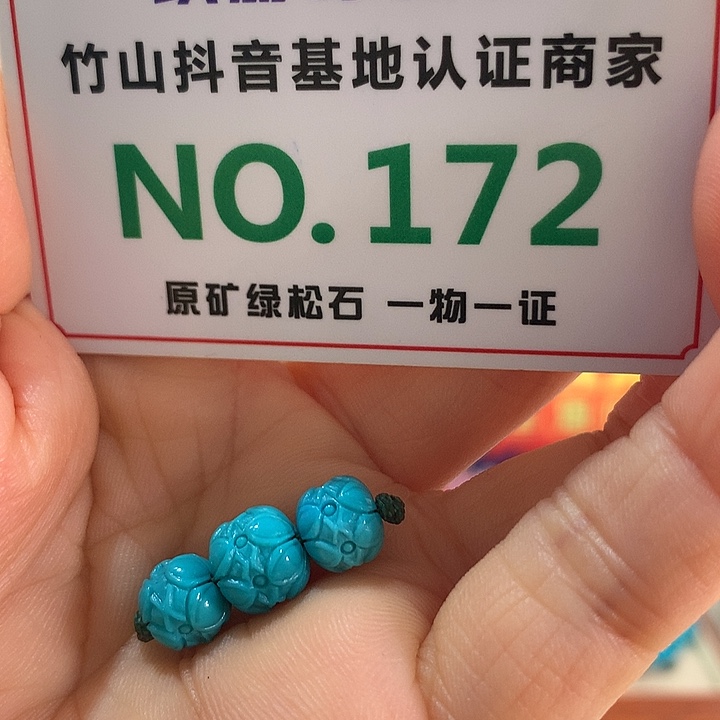 竹山抖音基地认证商家
NO.172
原矿绿松石 一物一证